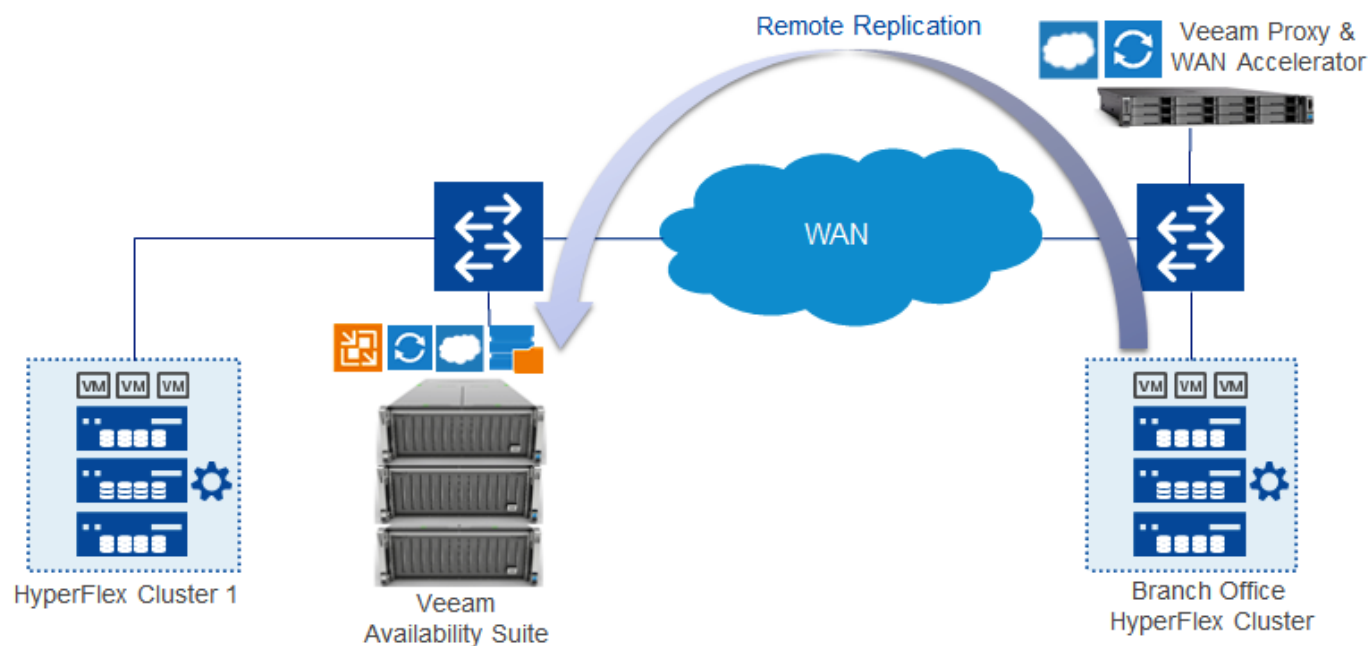 Remote Replication
Veeam Proxy &
WAN Accelerator
WAN
VM VM VM
VM VM VM
HyperFlex Cluster 1
Veeam
Availability Suite
Branch Office
HyperFlex Cluster